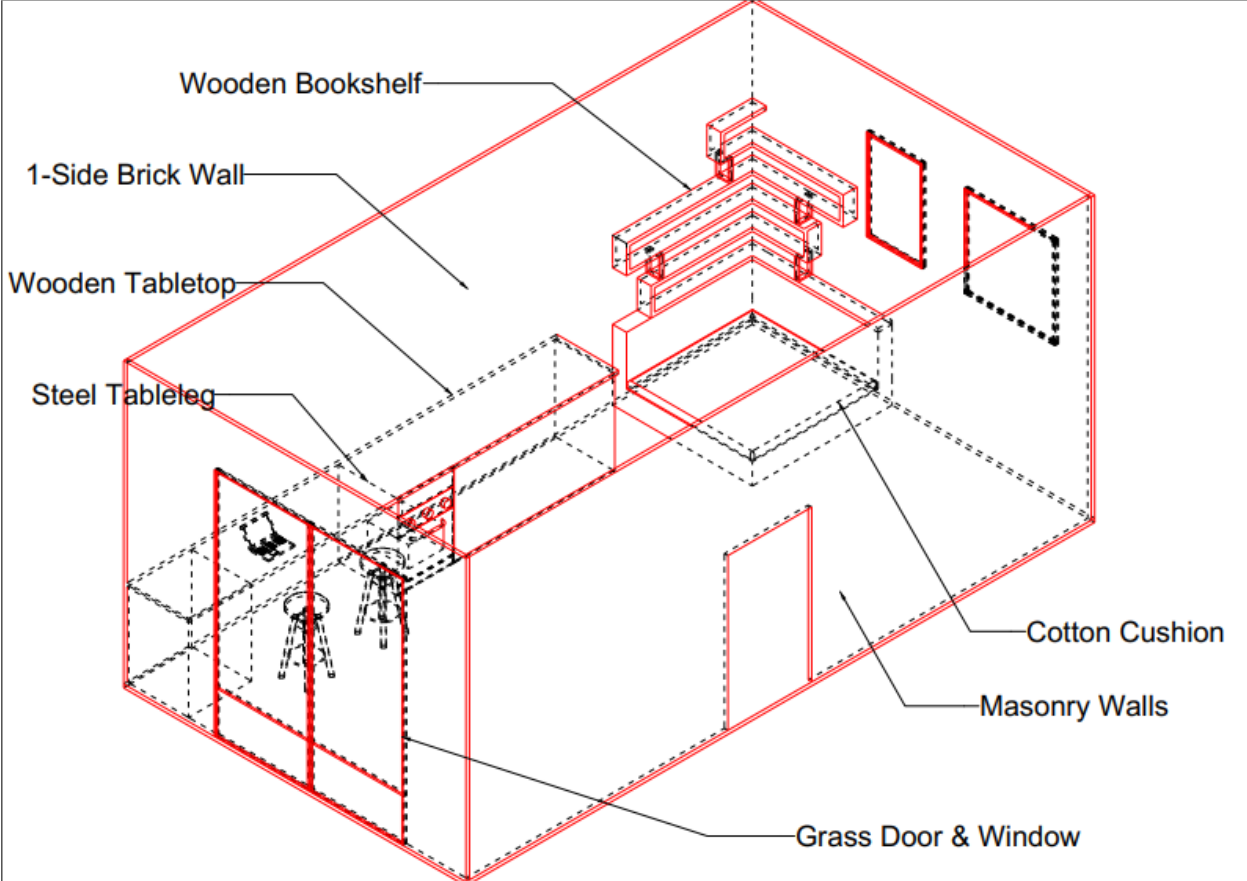 Wooden Bookshelf
1-Side Brick Wall
Wooden Tabletop
Steel Tableleg
Cotton Cushion
Masonry Walls
Grass Door & Window